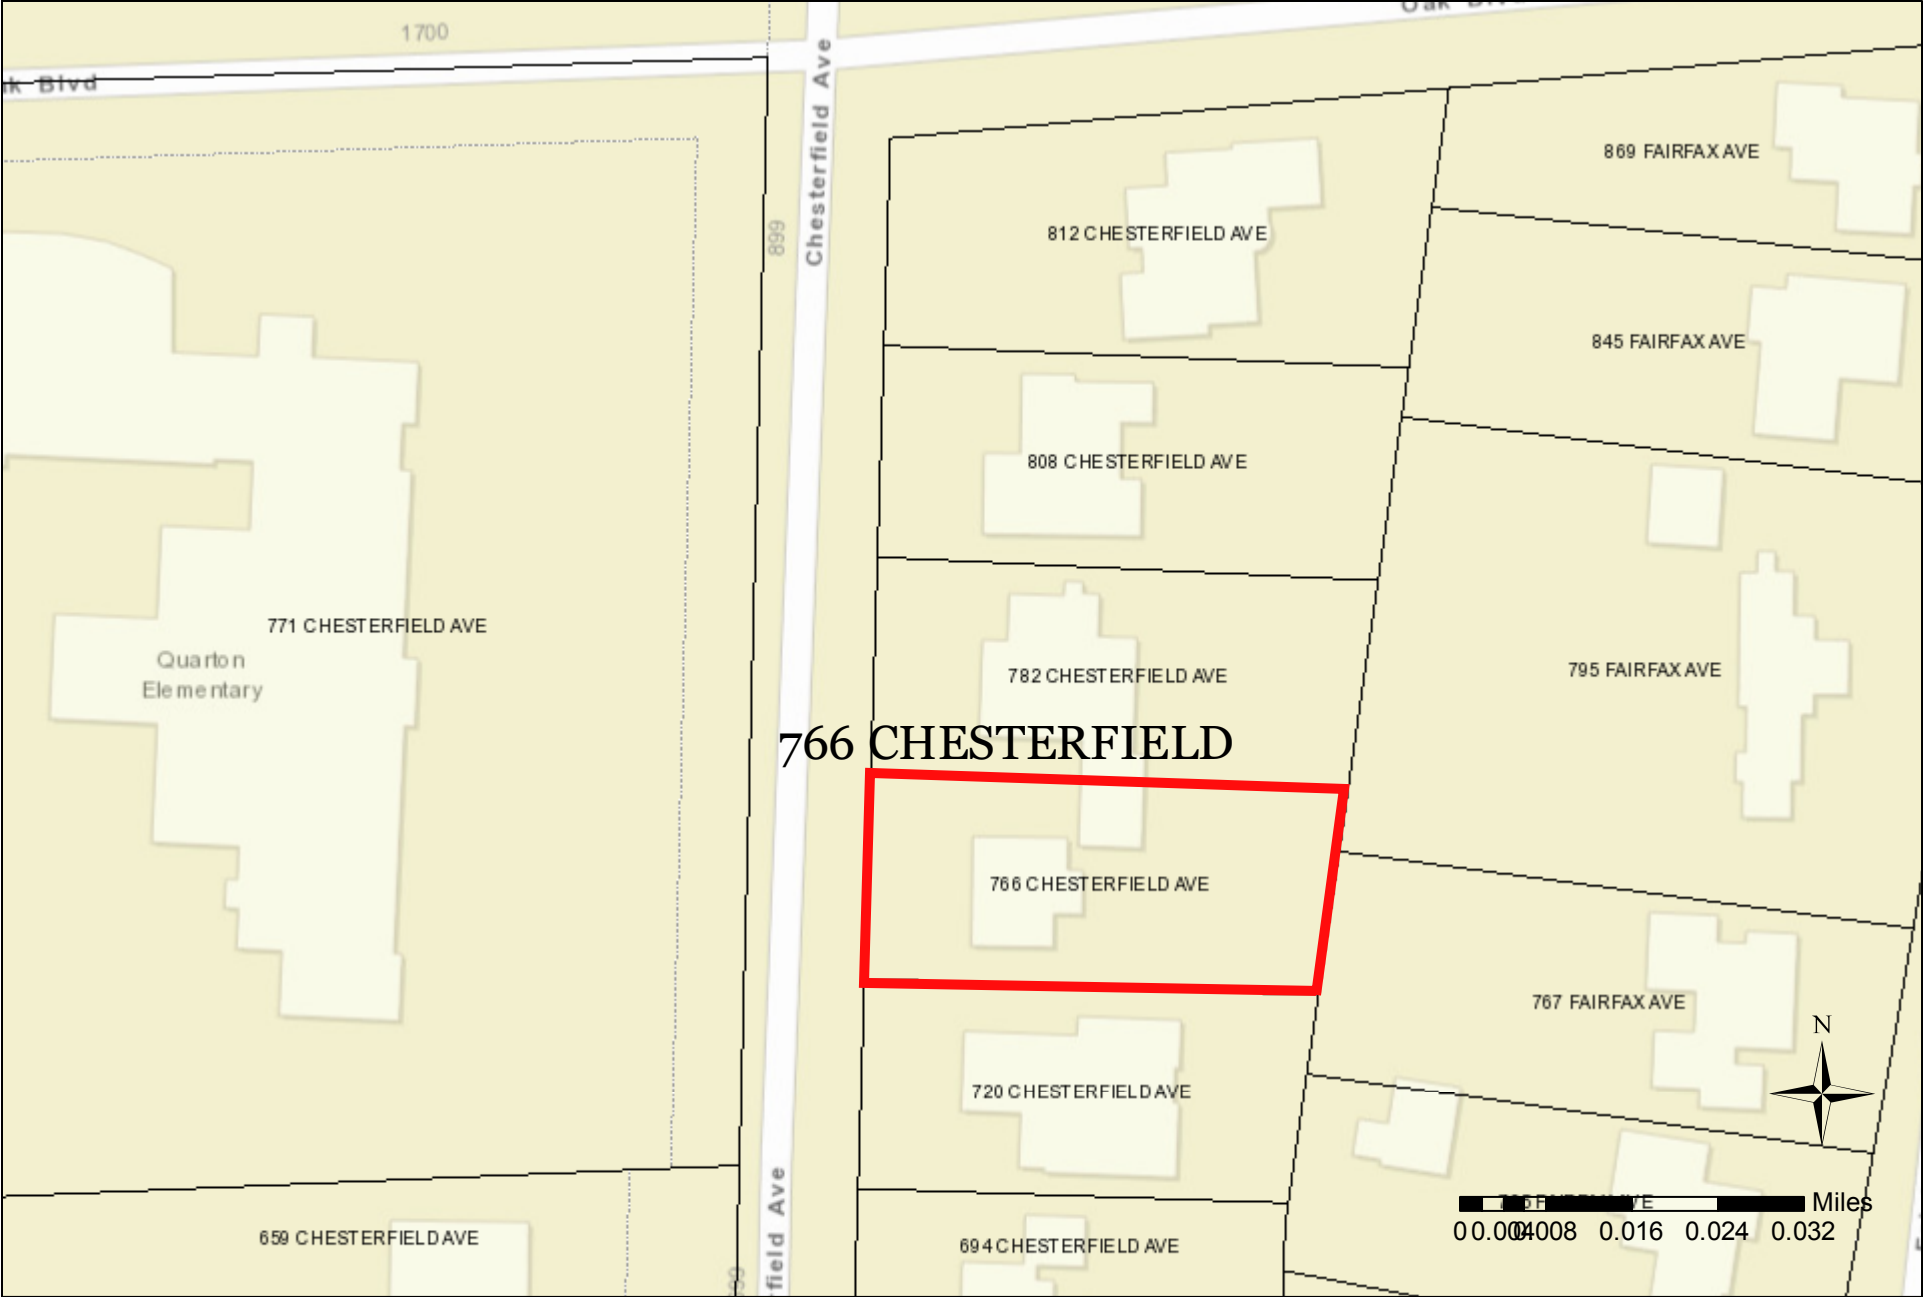 Oak Blvd
1700
lk Blvd
Chesterfield Ave
899
869 FAIRFAX AVE
812 CHESTERFIELD AVE
845 FAIRFAX AVE
808 CHESTERFIELD AVE
771 CHESTERFIELD AVE
Quarton
Elementary
782 CHESTERFIELD AVE
795 FAIRFAX AVE
766 CHESTERFIELD
766 CHESTERFIELD AVE
767 FAIRFAX AVE
N
720 CHESTERFIELD AVE
Miles
0 0.004 0.008 0.016 0.024 0.032
659 CHESTERFIELD AVE
694 CHESTERFIELD AVE
field Ave